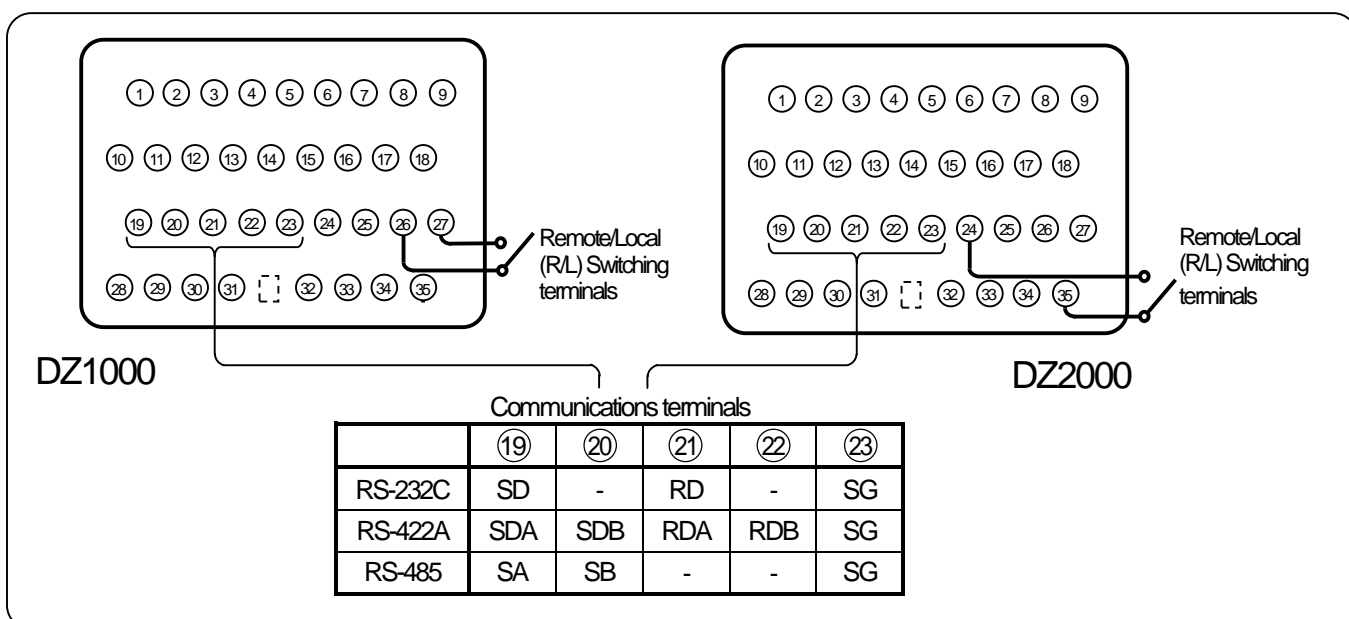 ① ② ③ ④ ⑤ ⑥ ⑦ ⑧ ⑨
⑩ ⑪ ⑫ ⑬ ⑭ ⑮ ⑯ ⑰ ⑱
⑲ ⑳ ㉑ ㉒ ㉓ ㉔ ㉕ ㉖ ㉗
㉘ ㉙ ㉚ ㉛ ㉜ ㉝ ㉞ ㉟
Remote/Local
(R/L) Switching
terminals
DZ1000
① ② ③ ④ ⑤ ⑥ ⑦ ⑧ ⑨
⑩ ⑪ ⑫ ⑬ ⑭ ⑮ ⑯ ⑰ ⑱
⑲ ⑳ ㉑ ㉒ ㉓ ㉔ ㉕ ㉖ ㉗
㉘ ㉙ ㉚ ㉛ ㉜ ㉝ ㉞ ㉟
Remote/Local
(R/L) Switching
terminals
DZ2000
Communications terminals
⑲ ⑳ ㉑ ㉒ ㉓
RS-232C SD - RD - SG
RS-422A SDA SDB RDA RDB SG
RS-485 SA SB - - SG